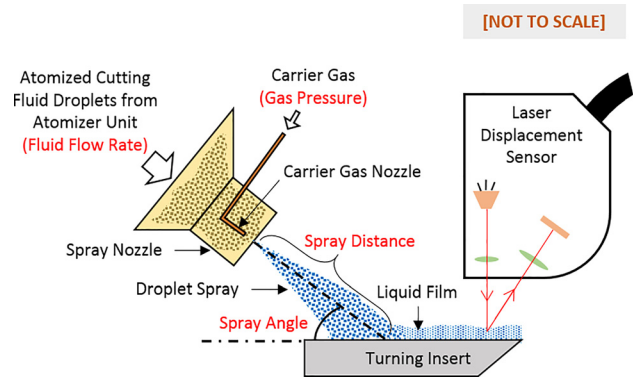 [NOT TO SCALE]
Atomized Cutting
Fluid Droplets from
Atomizer Unit
(Fluid Flow Rate)
Carrier Gas
(Gas Pressure)
Laser
Displacement
Sensor
Carrier Gas Nozzle
Spray Nozzle
Spray Distance
Droplet Spray
Liquid Film
Spray Angle
Turning Insert